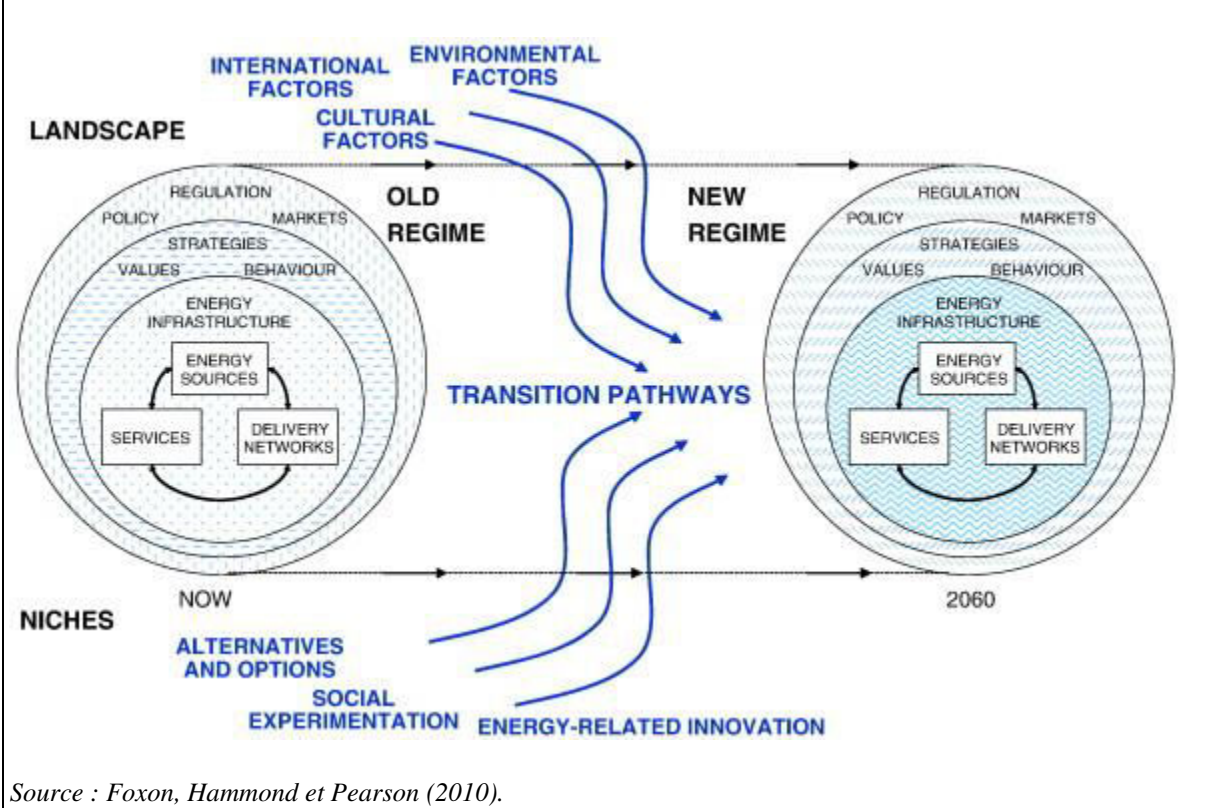 ENVIRONMENTAL
FACTORS
INTERNATIONAL
FACTORS
CULTURAL
FACTORS
LANDSCAPE
OLD
REGIME
NEW
REGIME
REGULATION
POLICY
MARKETS
STRATEGIES
VALUES
BEHAVIOUR
ENERGY
INFRASTRUCTURE
ENERGY
SOURCES
SERVICES
DELIVERY
NETWORKS
TRANSITION PATHWAYS
REGULATION
POLICY
MARKETS
STRATEGIES
VALUES
BEHAVIOUR
ENERGY
INFRASTRUCTURE
ENERGY
SOURCES
SERVICES
DELIVERY
NETWORKS
NOW
2060
NICHES
ALTERNATIVES
AND OPTIONS
SOCIAL
EXPERIMENTATION
ENERGY-RELATED INNOVATION
Source : Foxon, Hammond et Pearson (2010).